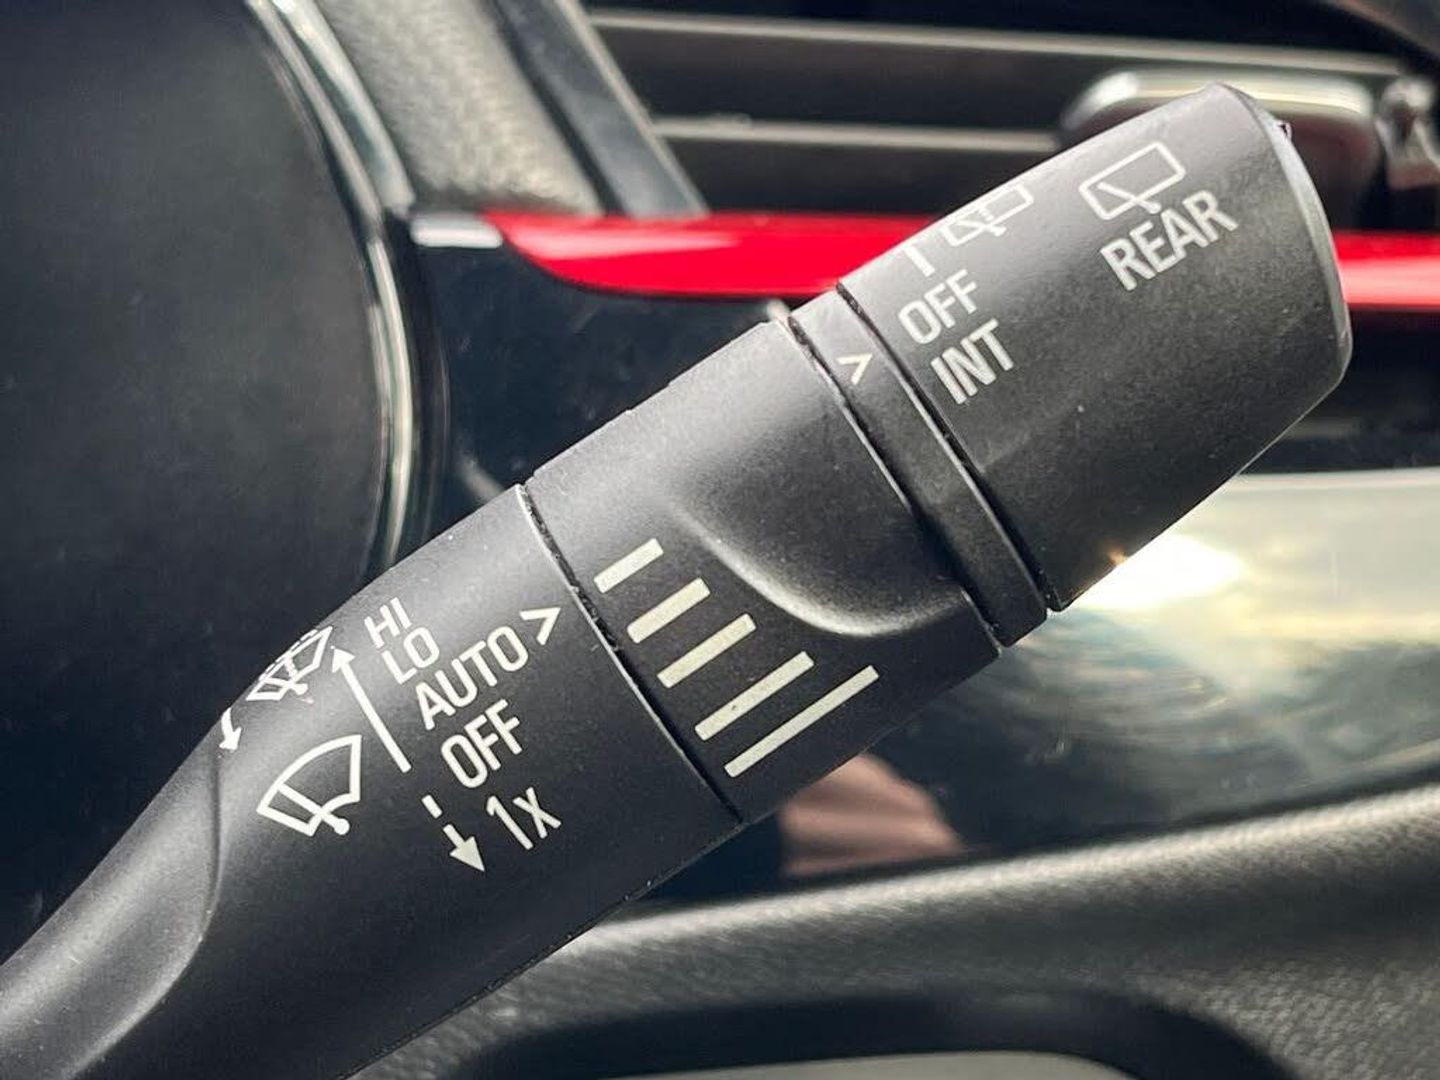 REAR
OFF
INT
HI
LO
AUTO
OFF
1x